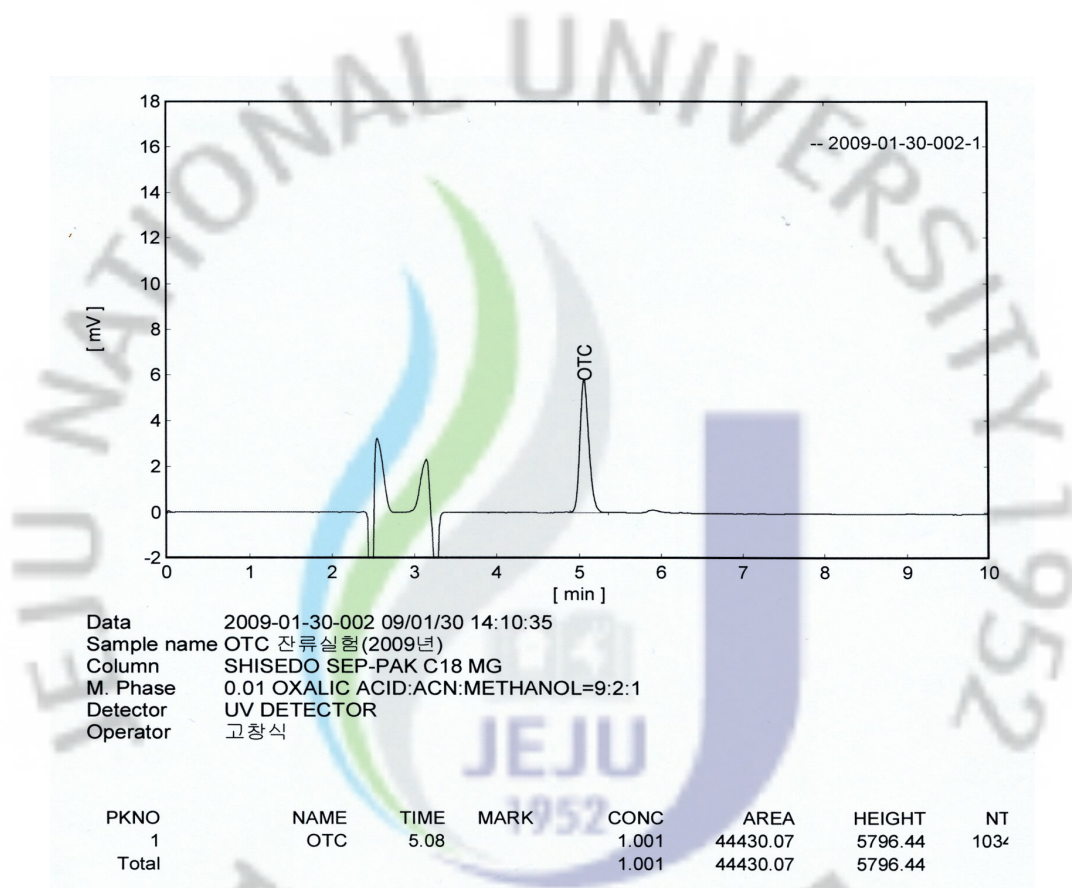 JEJU NATIONAL UNIVERSITY 1952
18
-- 2009-01-30-002-1
16
14
12
10
8
[ mV ]
6
OTC
4
2
0
-2
0 1 2 3 4 5 6 7 8 9 10
[ min ]
Data 2009-01-30-002 09/01/30 14:10:35
Sample name OTC 잔류실험(2009년)
Column SHISEDO SEP-PAK C18 MG
M. Phase 0.01 OXALIC ACID:ACN:METHANOL=9:2:1
Detector UV DETECTOR
Operator 고창식
JEJU
1952
PKNO NAME TIME MARK CONC AREA HEIGHT NT
1 OTC 5.08 1.001 44430.07 5796.44
Total 1.001 44430.07 5796.44